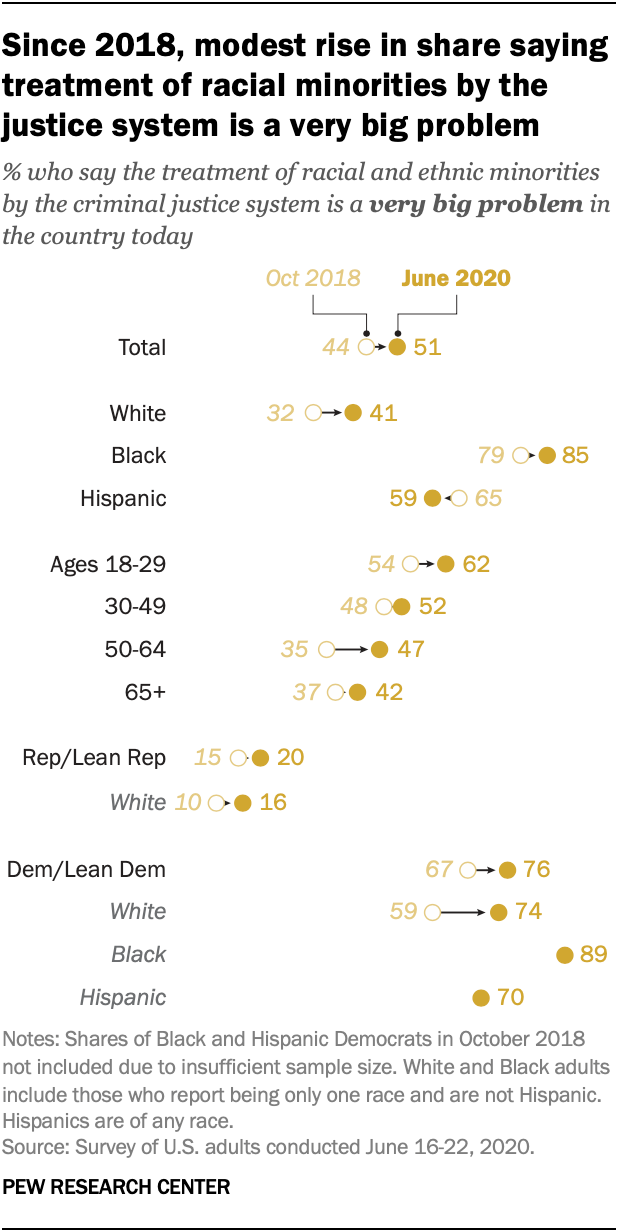 Since 2018, modest rise in share saying
treatment of racial minorities by the
justice system is a very big problem
% who say the treatment of racial and ethnic minorities
by the criminal justice system is a very big problem in
the country today
Oct 2018 June 2020
Total 44 51
White 32 41
Black 79 85
Hispanic 59 65
Ages 18-29 54 62
30-49 48 52
50-64 35 47
65+ 37 42
Rep/Lean Rep 15 20
White 10 16
Dem/Lean Dem 67 76
White 59 74
Black 89
Hispanic 70
Notes: Shares of Black and Hispanic Democrats in October 2018
not included due to insufficient sample size. White and Black adults
include those who report being only one race and are not Hispanic.
Hispanics are of any race.
Source: Survey of U.S. adults conducted June 16-22, 2020.
PEW RESEARCH CENTER